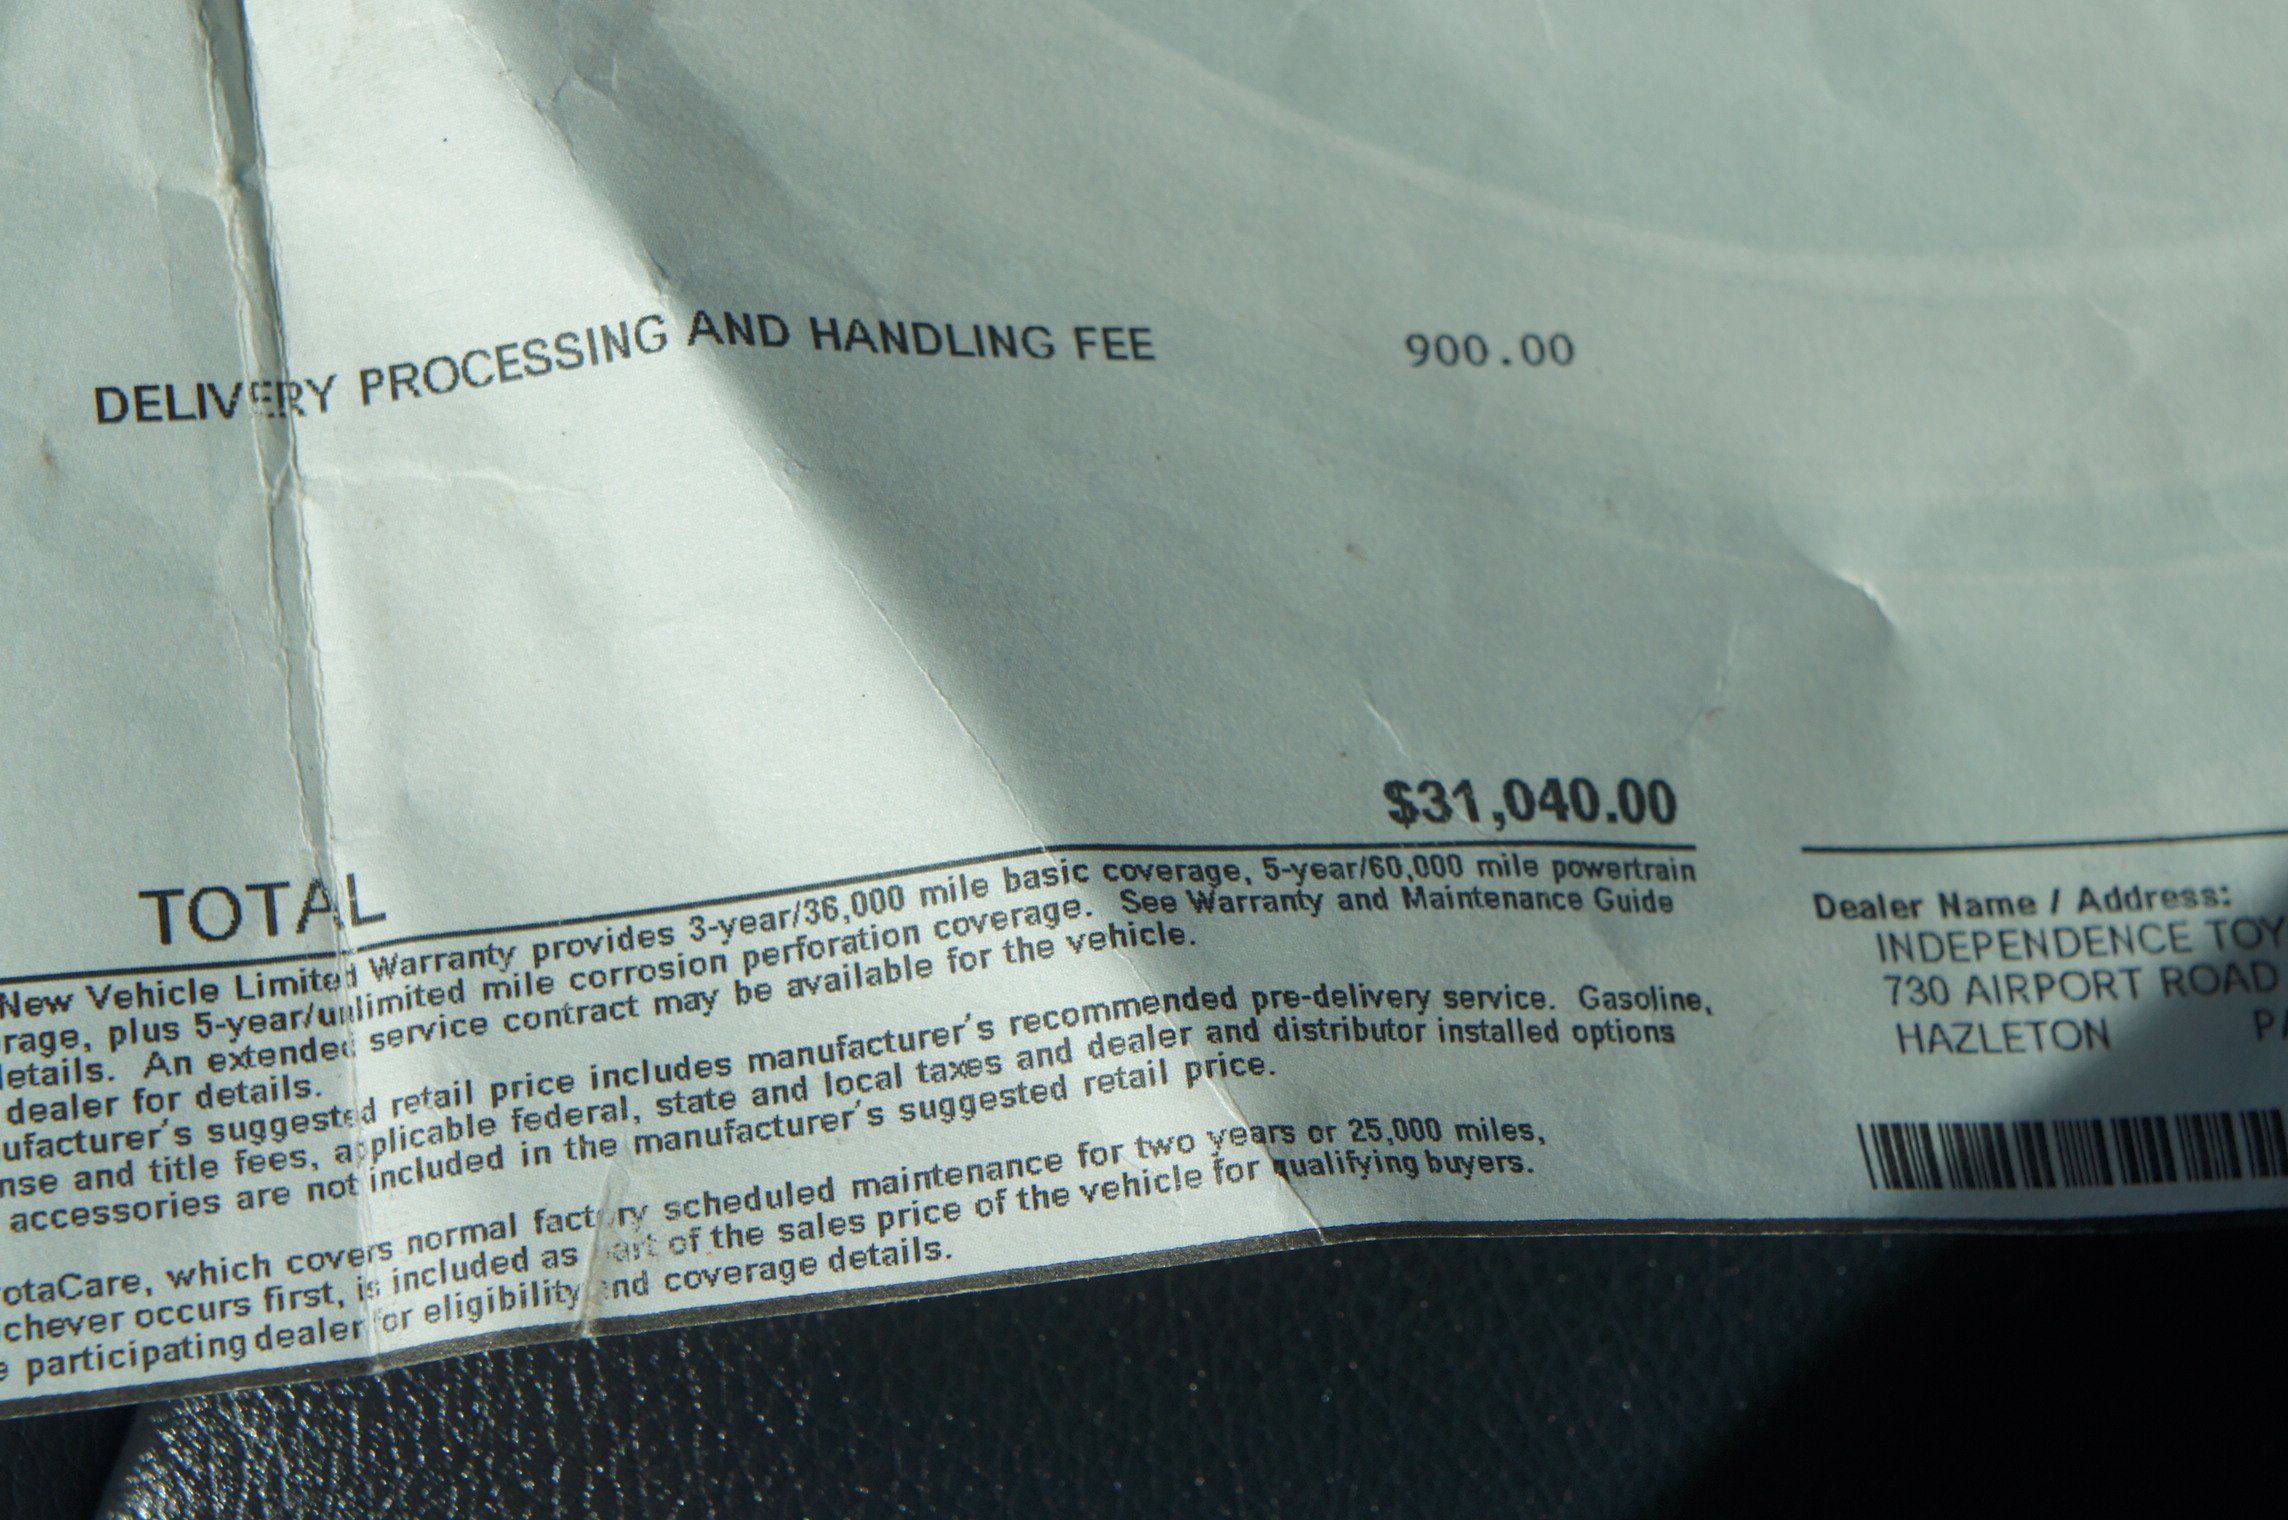 DELIVERY PROCESSING AND HANDLING FEE 900.00
$31,040.00
TOTAL
New Vehicle Limited Warranty provides 3-year/36,000 mile basic coverage, 5-year/60,000 mile powertrain
rage, plus 5-year/unlimited mile corrosion perforation coverage. See Warranty and Maintenance Guide
details. An extended service contract may be available for the vehicle.
dealer for details.
ufacturer's suggested retail price includes manufacturer's recommended pre-delivery service. Gasoline,
nse and title fees, applicable federal, state and local taxes and dealer and distributor installed options
accessories are not included in the manufacturer's suggested retail price.
otaCare, which covers normal factory scheduled maintenance for two years or 25,000 miles,
chever occurs first, is included as part of the sales price of the vehicle for qualifying buyers.
e participating dealer for eligibility and coverage details.
Dealer Name / Address:
INDEPENDENCE TOY
730 AIRPORT ROAD
HAZLETON PA